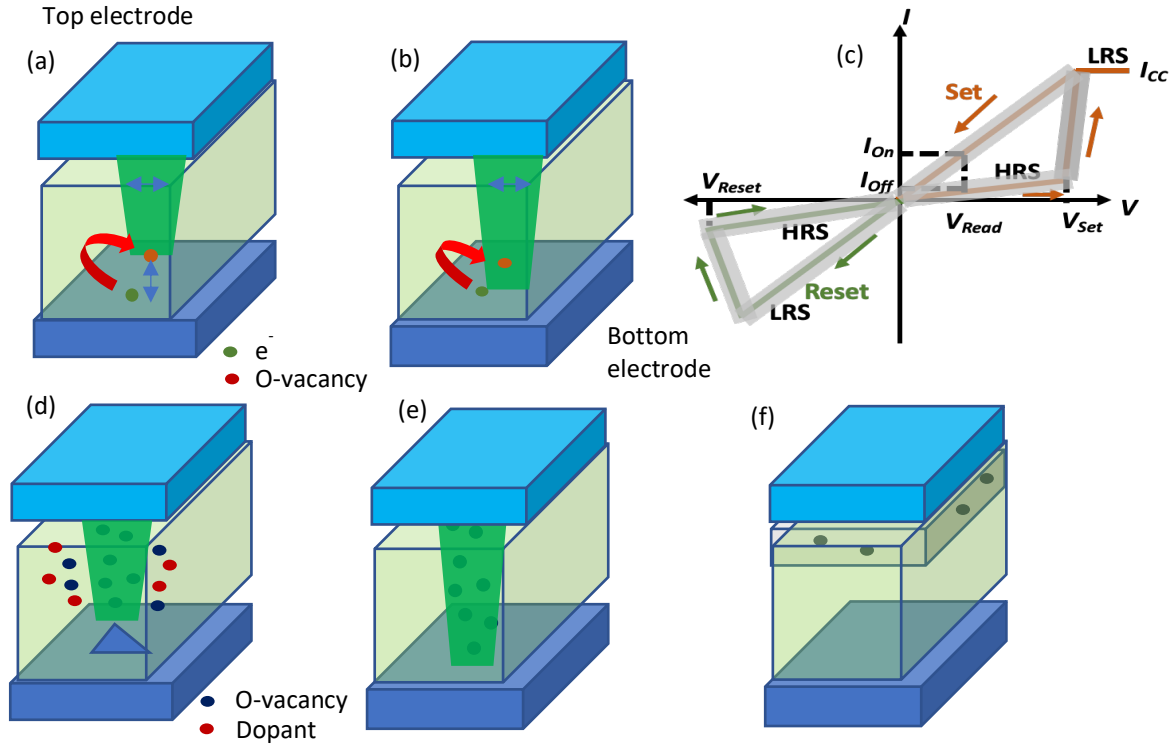 Top electrode
(a)
(b)
(c)
I
LRS
I_CC
Set
I_On
HRS
I_Off
V_Reset
V
V_Read
V_Set
HRS
Reset
LRS
e-
O-vacancy
Bottom
electrode
(d)
(e)
(f)
O-vacancy
Dopant